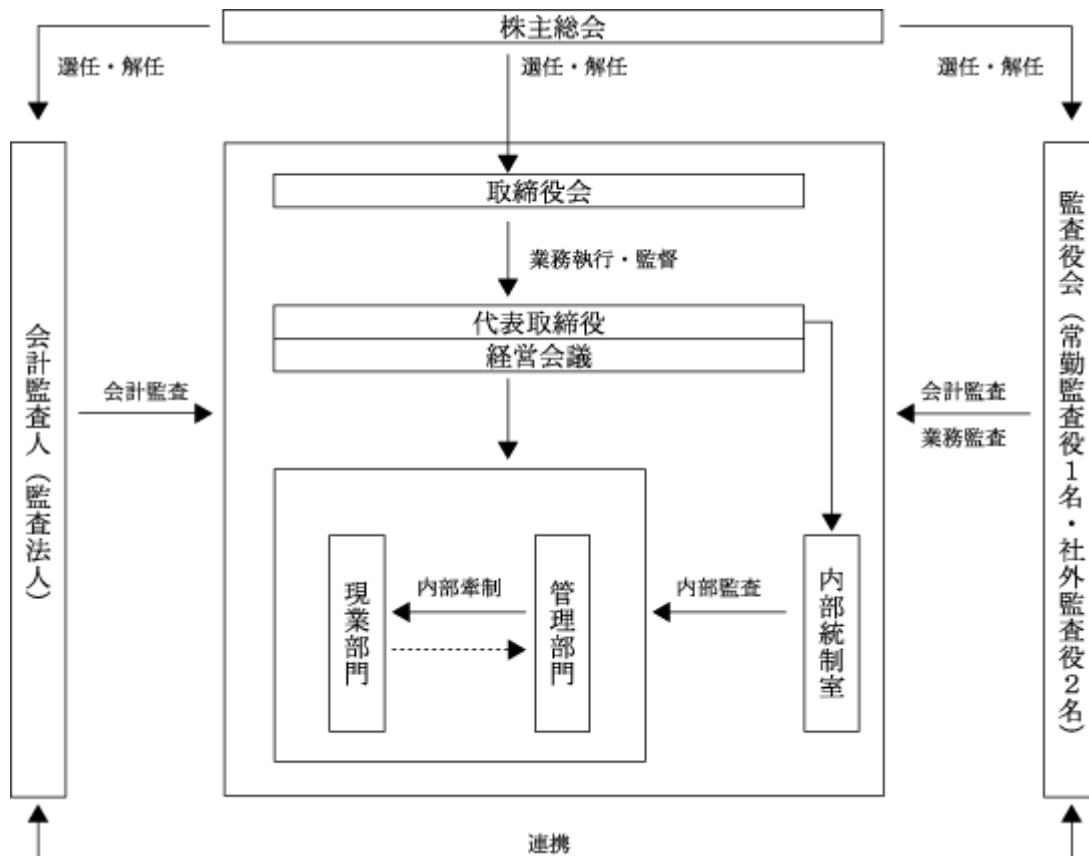 株主総会
選任・解任
選任・解任
選任・解任
取締役会
業務執行・監督
代表取締役
経営会議
会計監査人（監査法人）
会計監査
会計監査
業務監査
監査役会（常勤監査役1名・社外監査役2名）
現業部門
内部牽制
管理部門
内部監査
内部統制室
連携